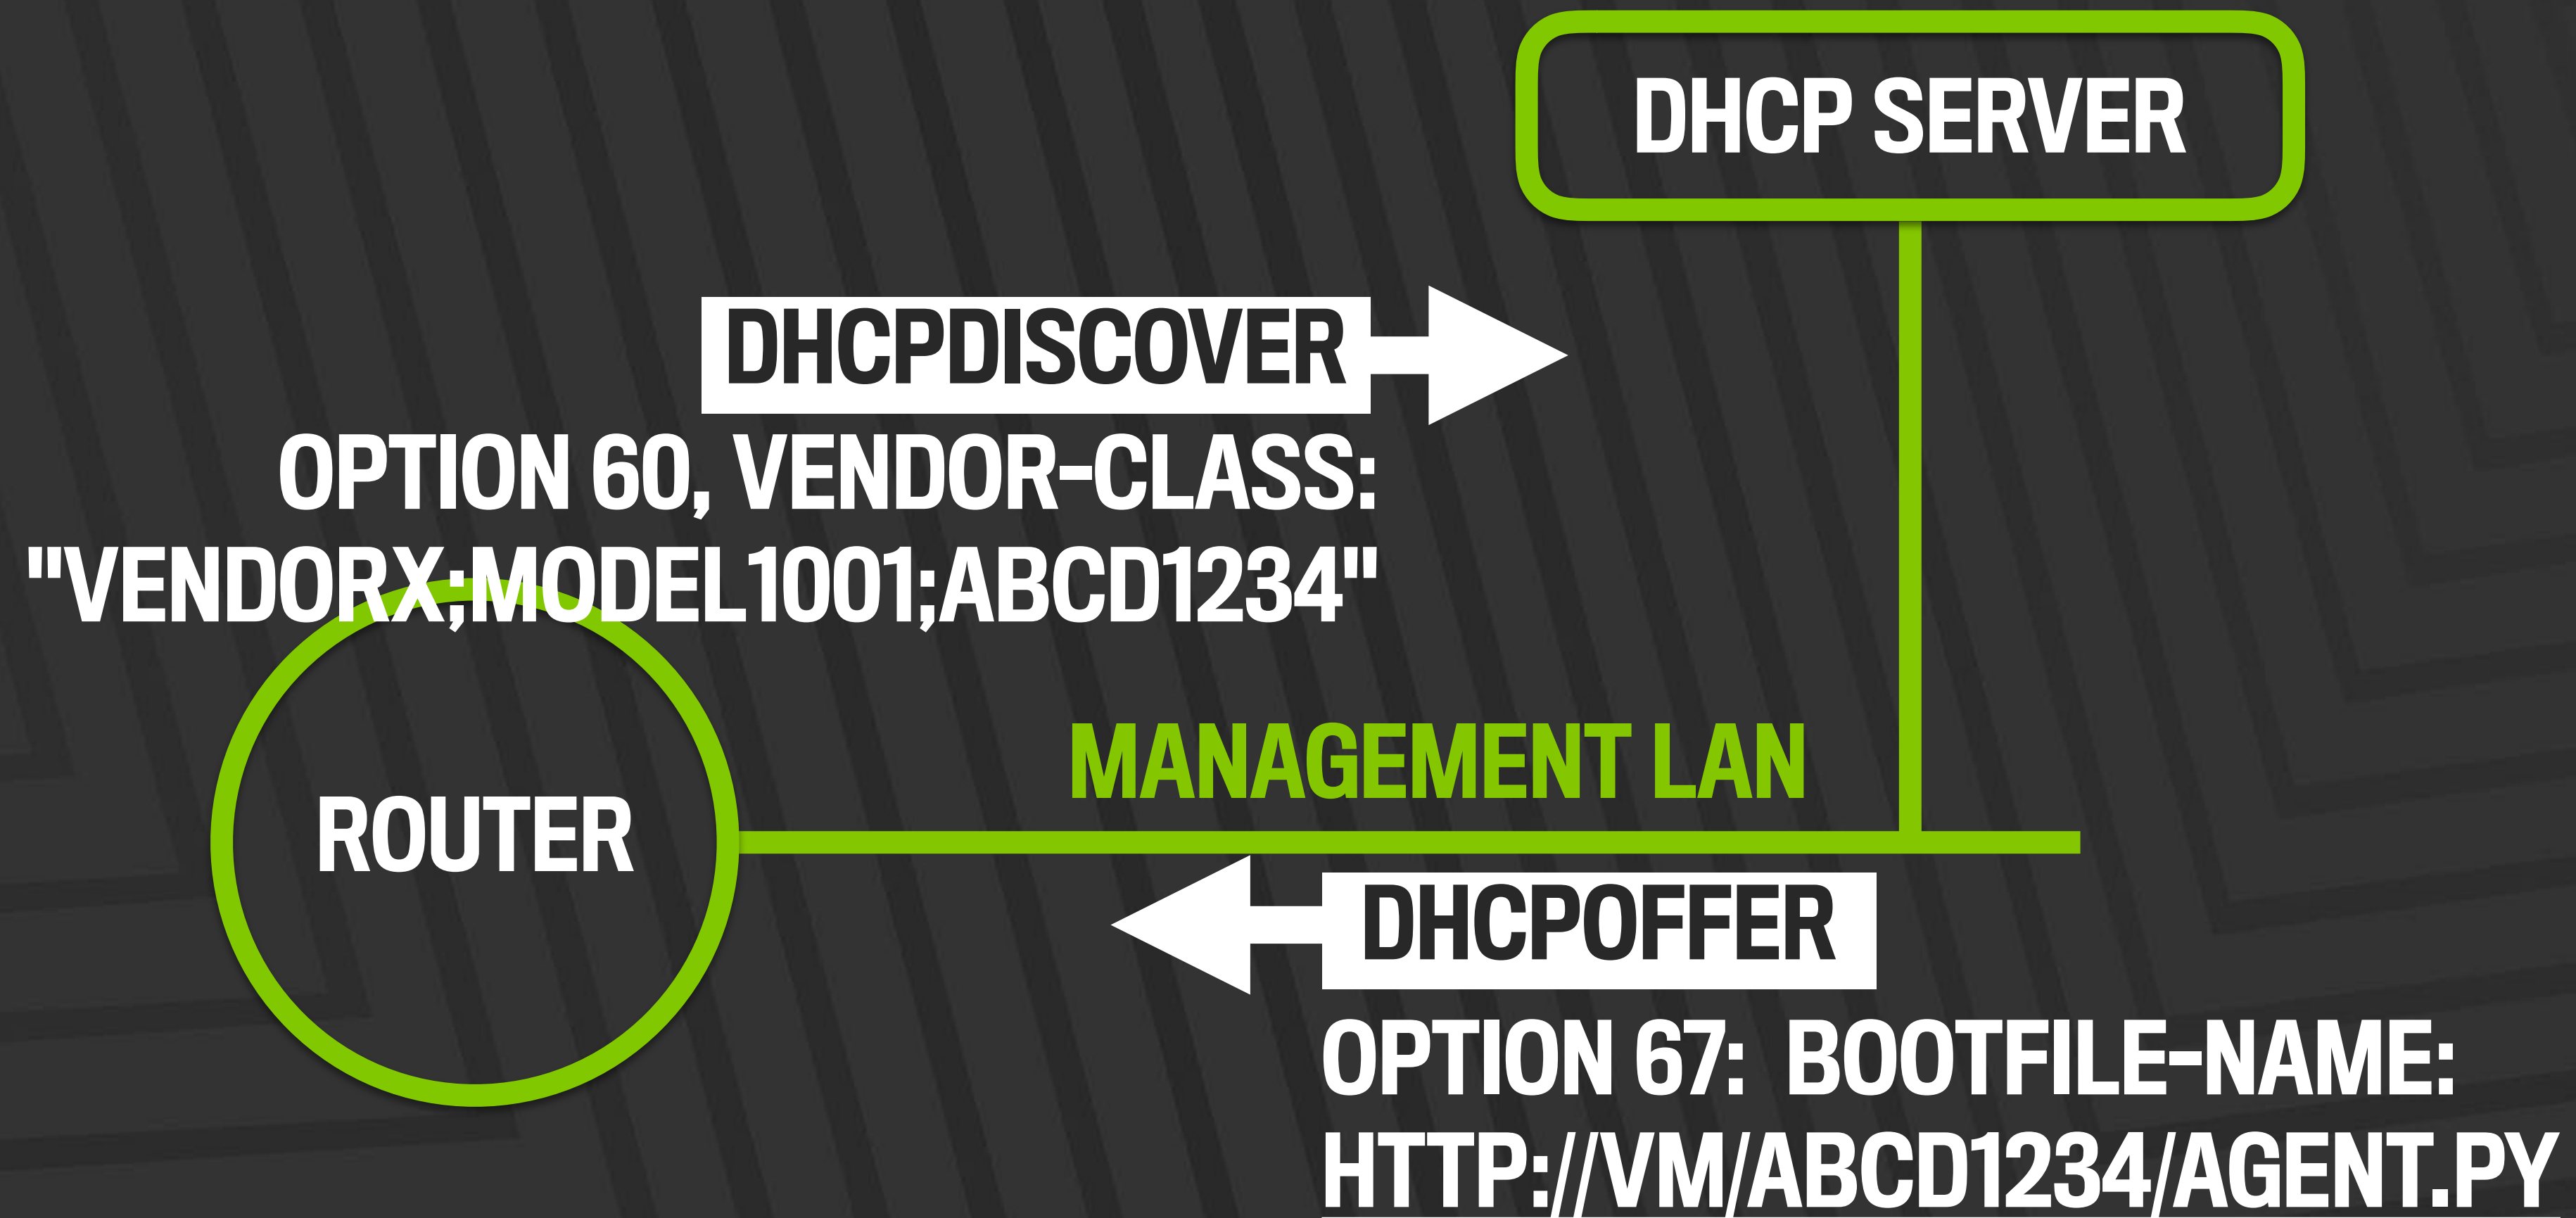 DHCP SERVER
DHCPDISCOVER
OPTION 60, VENDOR-CLASS:
"VENDORX;MODEL1001;ABCD1234"
MANAGEMENT LAN
ROUTER
DHCPOFFER
OPTION 67: BOOTFILE-NAME:
HTTP://VM/ABCD1234/AGENT.PY